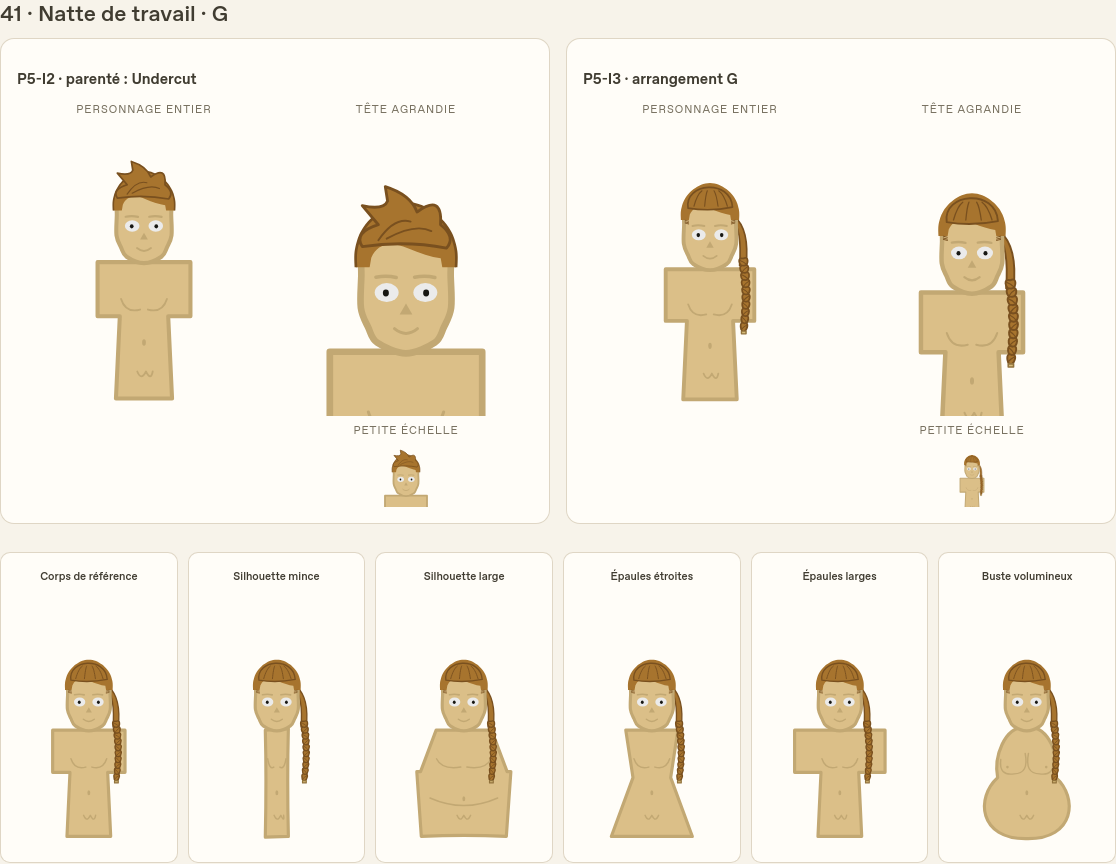 41 · Natte de travail · G
P5-I2 · parenté : Undercut
PERSONNAGE ENTIER
TÊTE AGRANDIE
PETITE ÉCHELLE
P5-I3 · arrangement G
PERSONNAGE ENTIER
TÊTE AGRANDIE
PETITE ÉCHELLE
Corps de référence
Silhouette mince
Silhouette large
Épaules étroites
Épaules larges
Buste volumineux